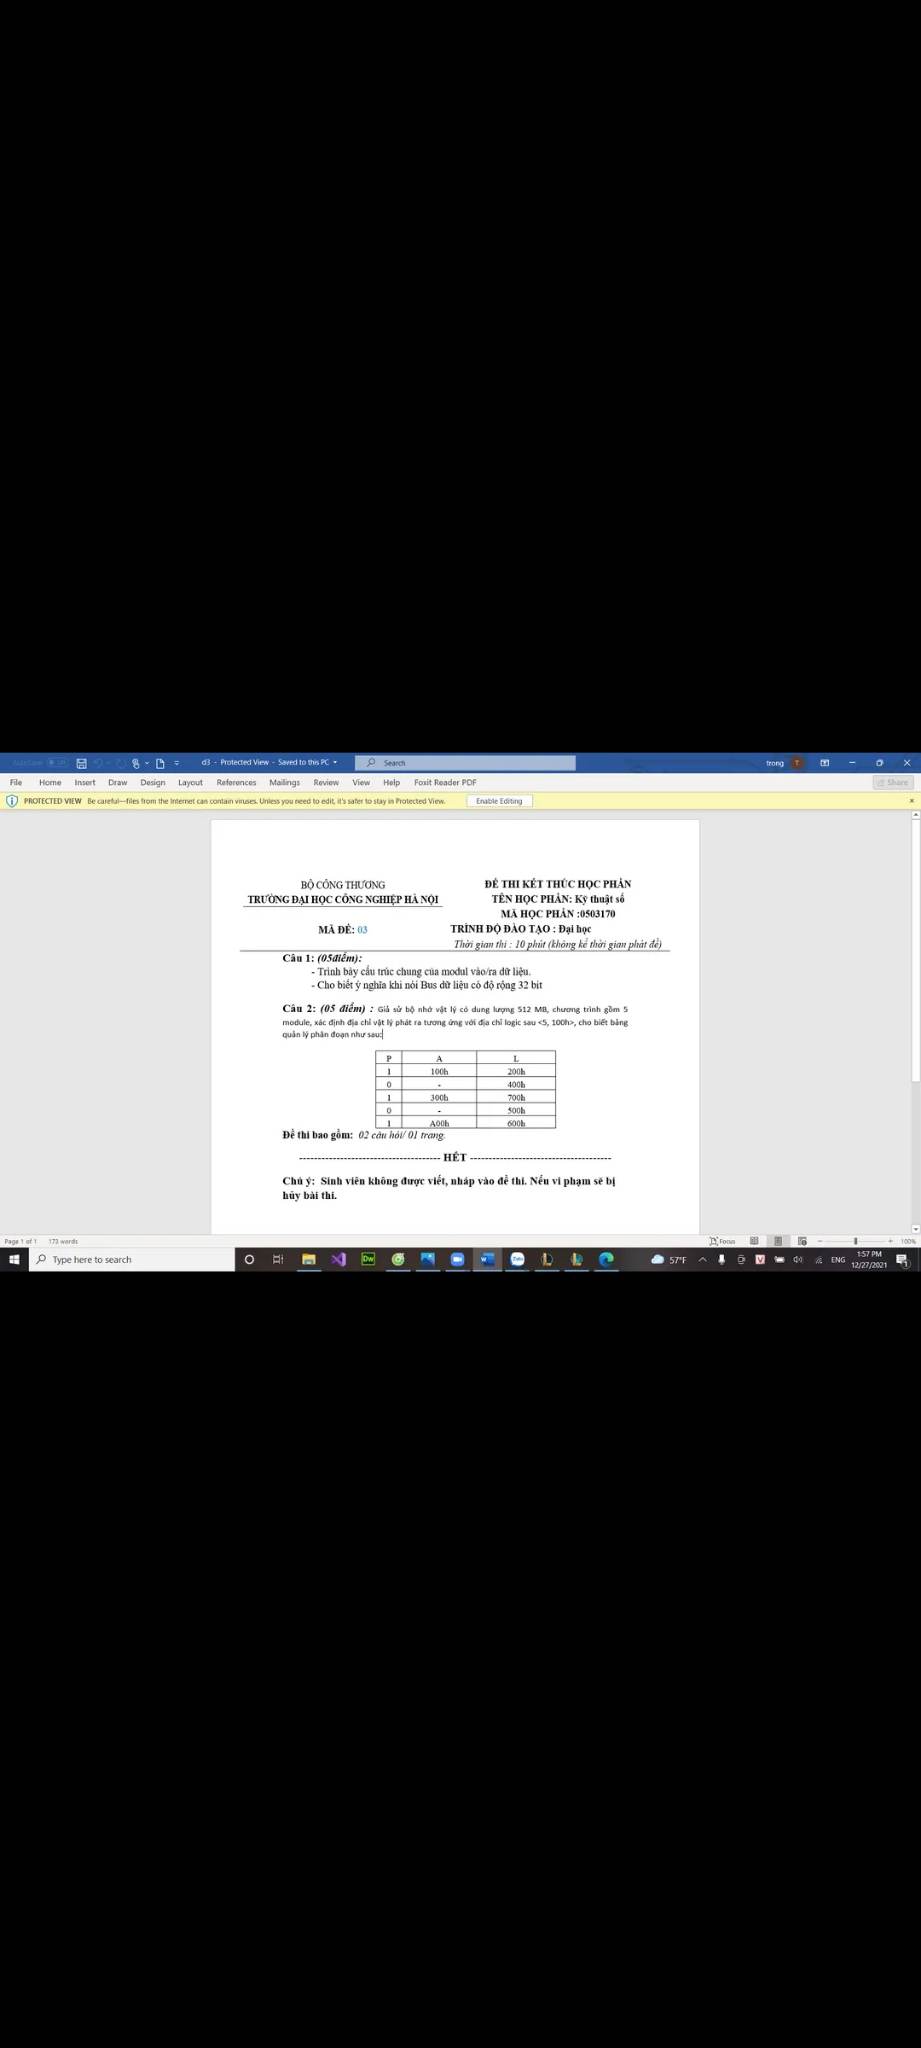 d3 - Protected View - Saved to this PC
Search
trong T
File Home Insert Draw Design Layout References Mailings Review View Help Foxit Reader PDF
Share
PROTECTED VIEW Be careful—files from the Internet can contain viruses. Unless you need to edit, it's safer to stay in Protected View. Enable Editing
BỘ CÔNG THƯƠNG
TRƯỜNG ĐẠI HỌC CÔNG NGHIỆP HÀ NỘI
MÃ ĐỀ: 03
ĐỀ THI KẾT THÚC HỌC PHẦN
TÊN HỌC PHẦN: Kỹ thuật số
MÃ HỌC PHẦN :0503170
TRÌNH ĐỘ ĐÀO TẠO : Đại học
Thời gian thi : 10 phút (không kể thời gian phát đề)
Câu 1: (05điểm):
- Trình bày cấu trúc chung của modul vào/ra dữ liệu.
- Cho biết ý nghĩa khi nói Bus dữ liệu có độ rộng 32 bit
Câu 2: (05 điểm) : Giả sử bộ nhớ vật lý có dung lượng 512 MB, chương trình gồm 5
module, xác định địa chỉ vật lý phát ra tương ứng với địa chỉ logic sau <5, 100h>, cho biết bảng
quản lý phân đoạn như sau:
P A L
1 100h 200h
0 - 400h
1 300h 700h
0 - 500h
1 A00h 600h
Đề thi bao gồm: 02 câu hỏi/ 01 trang.
-------------------------------------- HẾT --------------------------------------
Chú ý: Sinh viên không được viết, nháp vào đề thi. Nếu vi phạm sẽ bị
hủy bài thi.
Page 1 of 1 173 words
Focus
100%
Type here to search
Dw
57°F
ENG
1:57 PM
12/27/2021